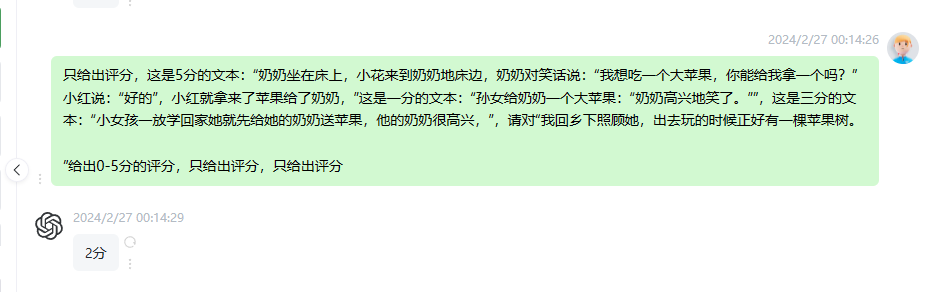 2024/2/27 00:14:26
只给出评分，这是5分的文本：“奶奶坐在床上，小花来到奶奶地床边，奶奶对笑话说：“我想吃一个大苹果，你能给我拿一个吗？”
小红说：“好的”，小红就拿来了苹果给了奶奶，“这是一分的文本：“孙女给奶奶一个大苹果：“奶奶高兴地笑了。””，这是三分的文
本：“小女孩一放学回家她就先给她的奶奶送苹果，他的奶奶很高兴，”，请对“我回乡下照顾她，出去玩的时候正好有一棵苹果树。
”给出0-5分的评分，只给出评分，只给出评分
2024/2/27 00:14:29
2分